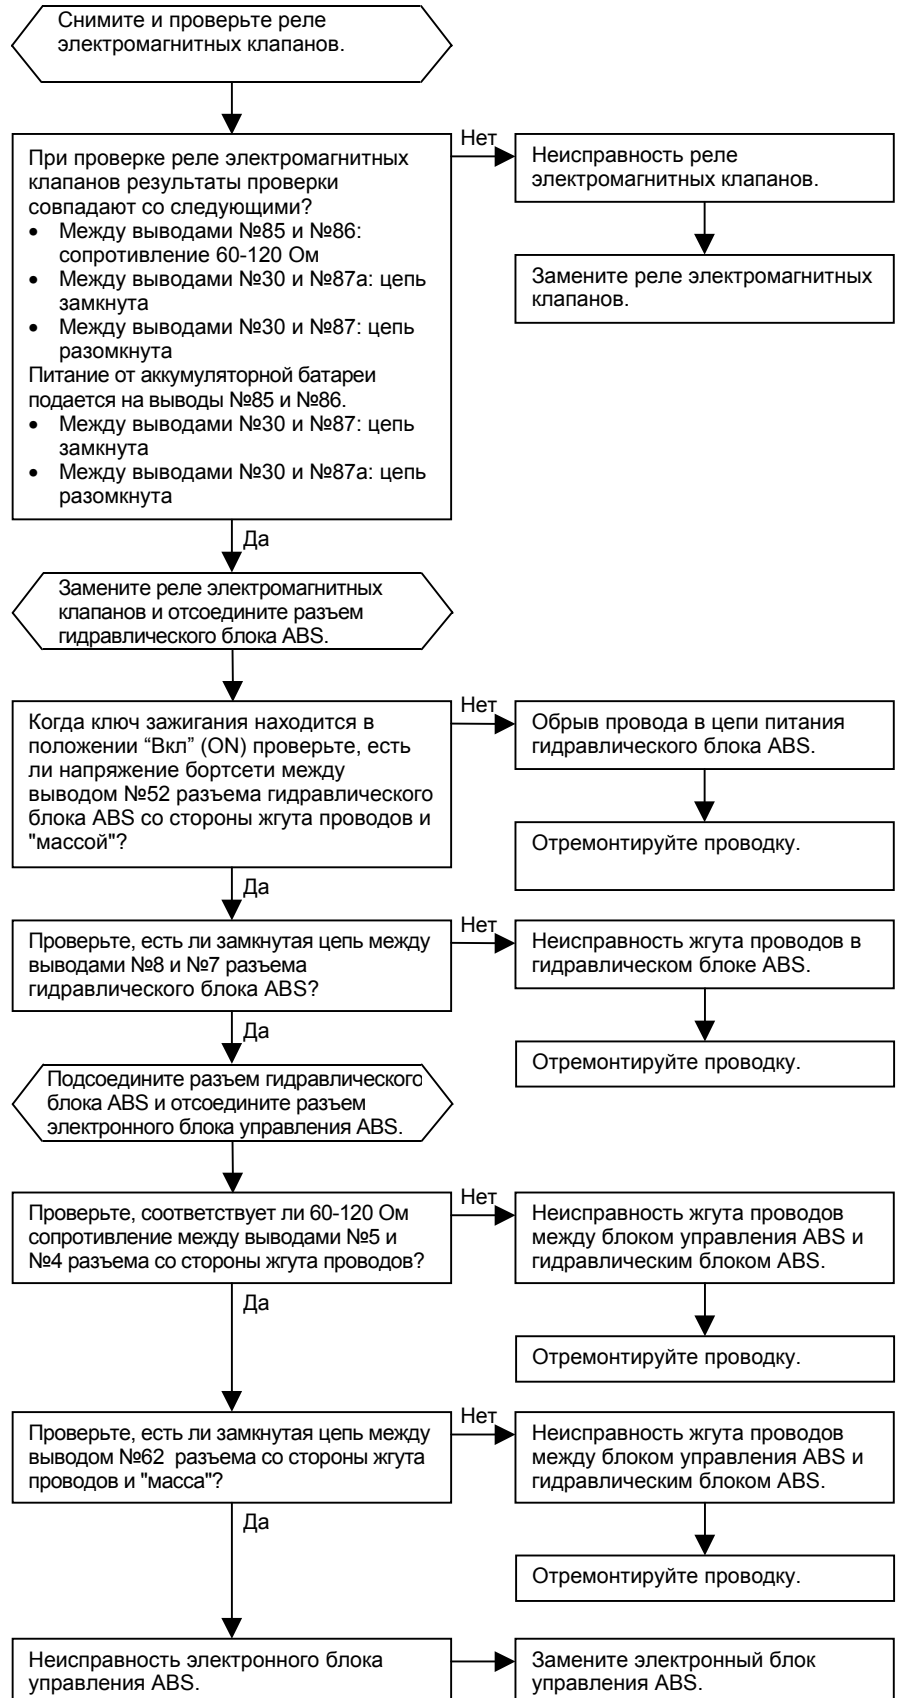 Снимите и проверьте реле
электромагнитных клапанов.
При проверке реле электромагнитных
клапанов результаты проверки
совпадают со следующими?
• Между выводами №85 и №86:
сопротивление 60-120 Ом
• Между выводами №30 и №87а: цепь
замкнута
• Между выводами №30 и №87: цепь
разомкнута
Питание от аккумуляторной батареи
подается на выводы №85 и №86.
• Между выводами №30 и №87: цепь
замкнута
• Между выводами №30 и №87а: цепь
разомкнута
Нет
Неисправность реле
электромагнитных клапанов.
Замените реле электромагнитных
клапанов.
Да
Замените реле электромагнитных
клапанов и отсоедините разъем
гидравлического блока ABS.
Когда ключ зажигания находится в
положении “Вкл” (ON) проверьте, есть
ли напряжение бортсети между
выводом №52 разъема гидравлического
блока ABS со стороны жгута проводов и
"массой"?
Нет
Обрыв провода в цепи питания
гидравлического блока ABS.
Отремонтируйте проводку.
Да
Проверьте, есть ли замкнутая цепь между
выводами №8 и №7 разъема
гидравлического блока ABS?
Нет
Неисправность жгута проводов в
гидравлическом блоке ABS.
Отремонтируйте проводку.
Да
Подсоедините разъем гидравлического
блока ABS и отсоедините разъем
электронного блока управления ABS.
Проверьте, соответствует ли 60-120 Ом
сопротивление между выводами №5 и
№4 разъема со стороны жгута проводов?
Нет
Неисправность жгута проводов
между блоком управления ABS и
гидравлическим блоком ABS.
Отремонтируйте проводку.
Да
Проверьте, есть ли замкнутая цепь между
выводом №62 разъема со стороны жгута
проводов и "масса"?
Нет
Неисправность жгута проводов
между блоком управления ABS и
гидравлическим блоком ABS.
Отремонтируйте проводку.
Да
Неисправность электронного блока
управления ABS.
Замените электронный блок
управления ABS.